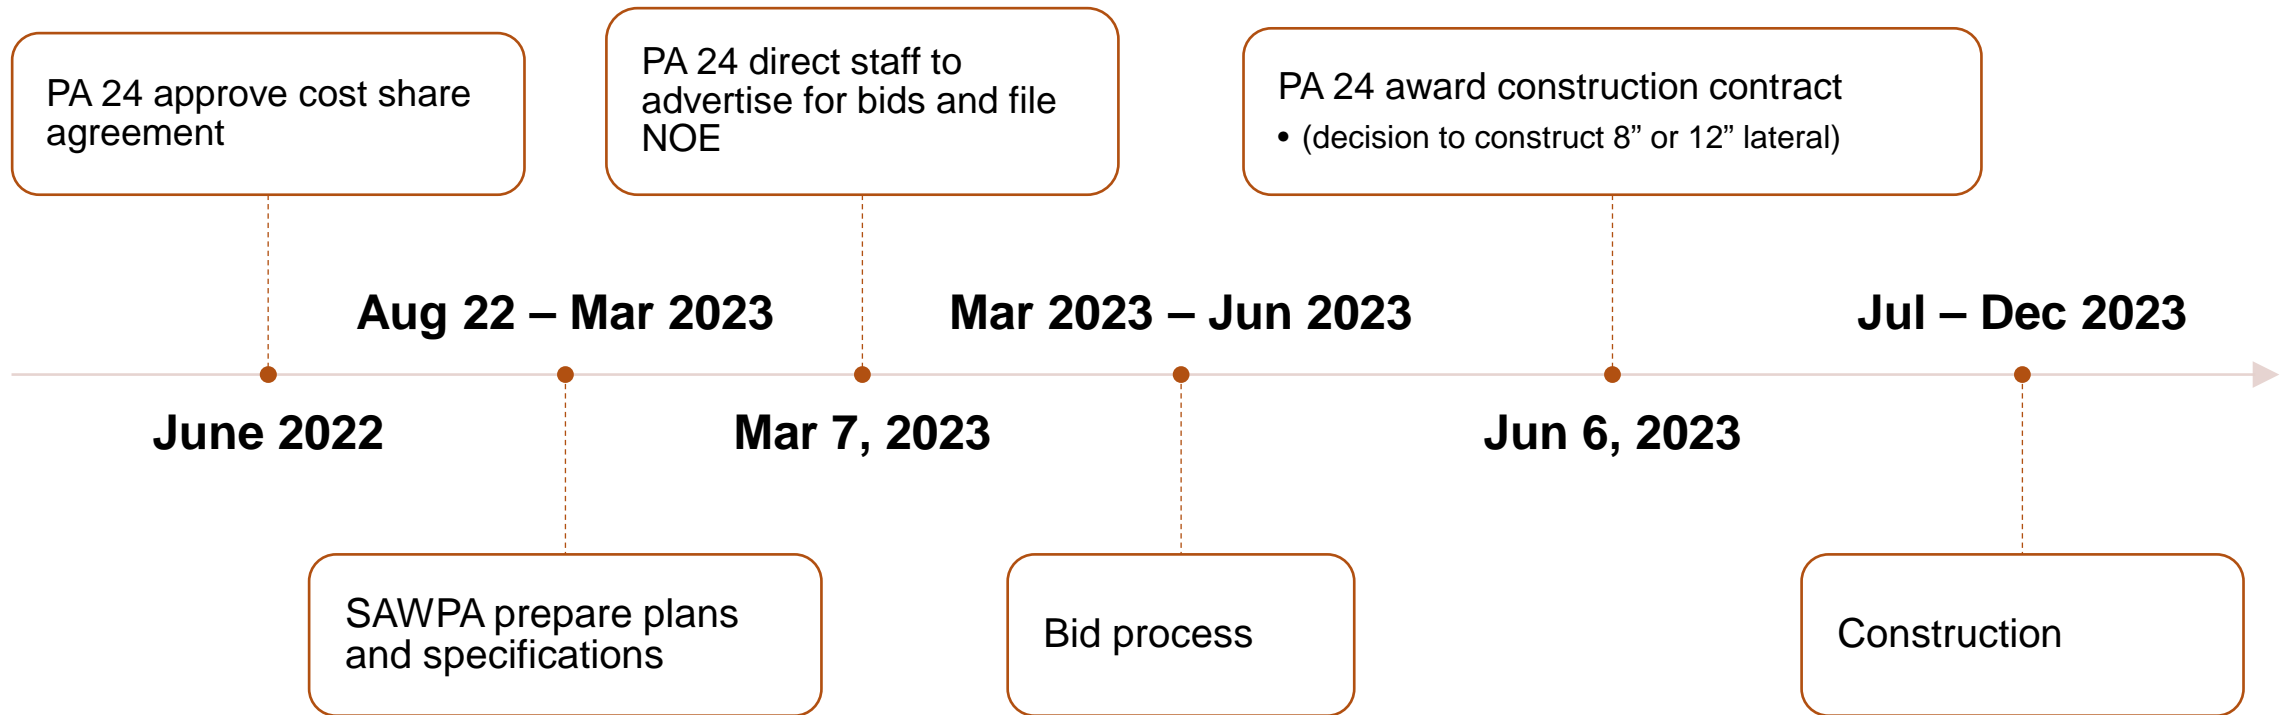 PA 24 approve cost share
agreement
PA 24 direct staff to
advertise for bids and file
NOE
PA 24 award construction contract
• (decision to construct 8” or 12” lateral)
Aug 22 – Mar 2023
Mar 2023 – Jun 2023
Jul – Dec 2023
June 2022
Mar 7, 2023
Jun 6, 2023
SAWPA prepare plans
and specifications
Bid process
Construction